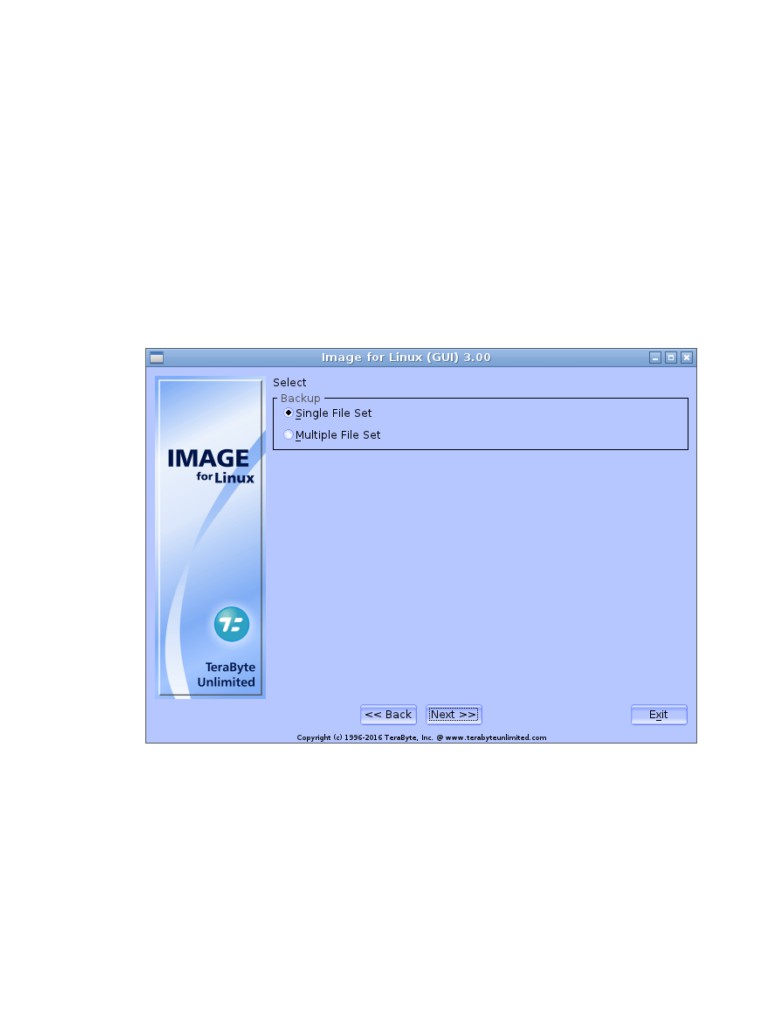 Image for Linux (GUI) 3.00
Select
Backup
Single File Set
Multiple File Set
IMAGE
for Linux
TeraByte
Unlimited
<< Back
Next >>
Exit
Copyright (c) 1996-2016 TeraByte, Inc. @ www.terabyteunlimited.com